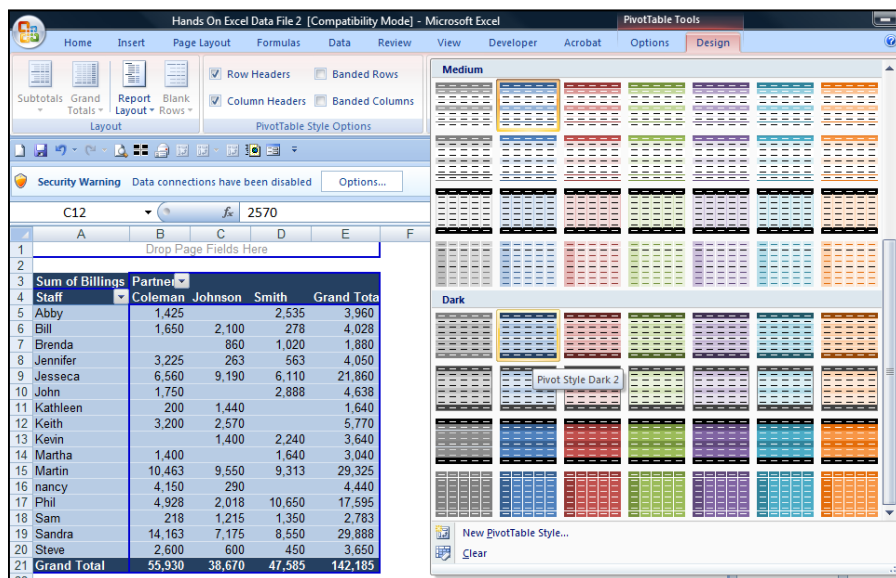 Hands On Excel Data File 2 [Compatibility Mode] - Microsoft Excel
PivotTable Tools
Home Insert Page Layout Formulas Data Review View Developer Acrobat Options Design
Subtotals Grand Totals Report Layout Blank Rows
Row Headers Banded Rows
Column Headers Banded Columns
Layout PivotTable Style Options
Security Warning Data connections have been disabled Options...
C12 fx 2570
A B C D E F
1 Drop Page Fields Here
2
3 Sum of Billings Partner
4 Staff Coleman Johnson Smith Grand Tota
5 Abby 1,425 2,535 3,960
6 Bill 1,650 2,100 278 4,028
7 Brenda 860 1,020 1,880
8 Jennifer 3,225 263 563 4,050
9 Jesseca 6,560 9,190 6,110 21,860
10 John 1,750 2,888 4,638
11 Kathleen 200 1,440 1,640
12 Keith 3,200 2,570 5,770
13 Kevin 1,400 2,240 3,640
14 Martha 1,400 1,640 3,040
15 Martin 10,463 9,550 9,313 29,325
16 nancy 4,150 290 4,440
17 Phil 4,928 2,018 10,650 17,595
18 Sam 218 1,215 1,350 2,783
19 Sandra 14,163 7,175 8,550 29,888
20 Steve 2,600 600 450 3,650
21 Grand Total 55,930 38,670 47,585 142,185
Medium
Dark
Pivot Style Dark 2
New PivotTable Style...
Clear